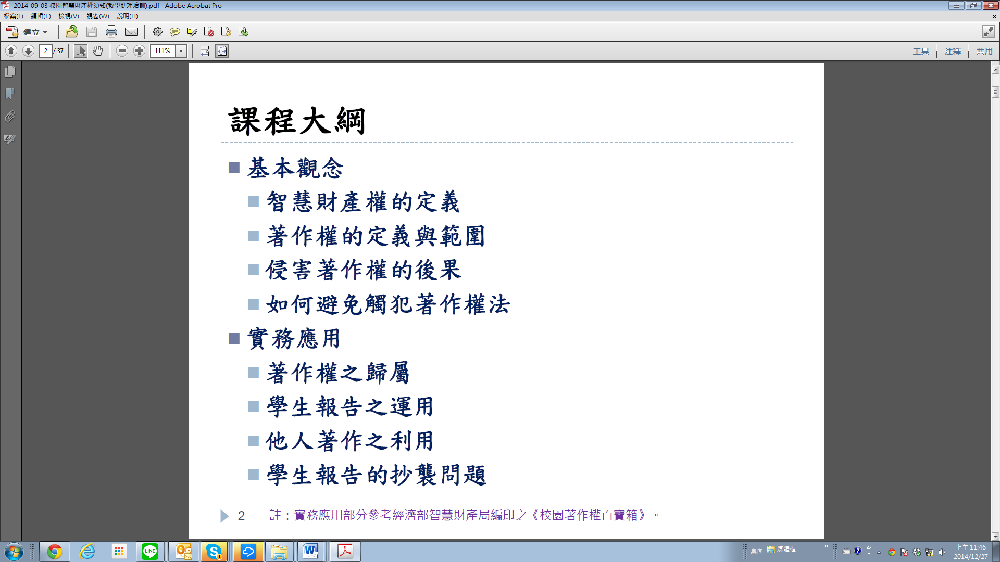 2014-09-03 校園智慧財產權須知(教學助理培訓).pdf - Adobe Acrobat Pro
檔案(F) 編輯(E) 檢視(V) 視窗(W) 說明(H)
建立
2 / 37 111% 工具 注釋 共用
課程大綱
基本觀念
智慧財產權的定義
著作權的定義與範圍
侵害著作權的後果
如何避免觸犯著作權法
實務應用
著作權之歸屬
學生報告之運用
他人著作之利用
學生報告的抄襲問題
2 註：實務應用部分參考經濟部智慧財產局編印之《校園著作權百寶箱》。
LINE
桌面 媒體櫃
上午 11:46
2014/12/27